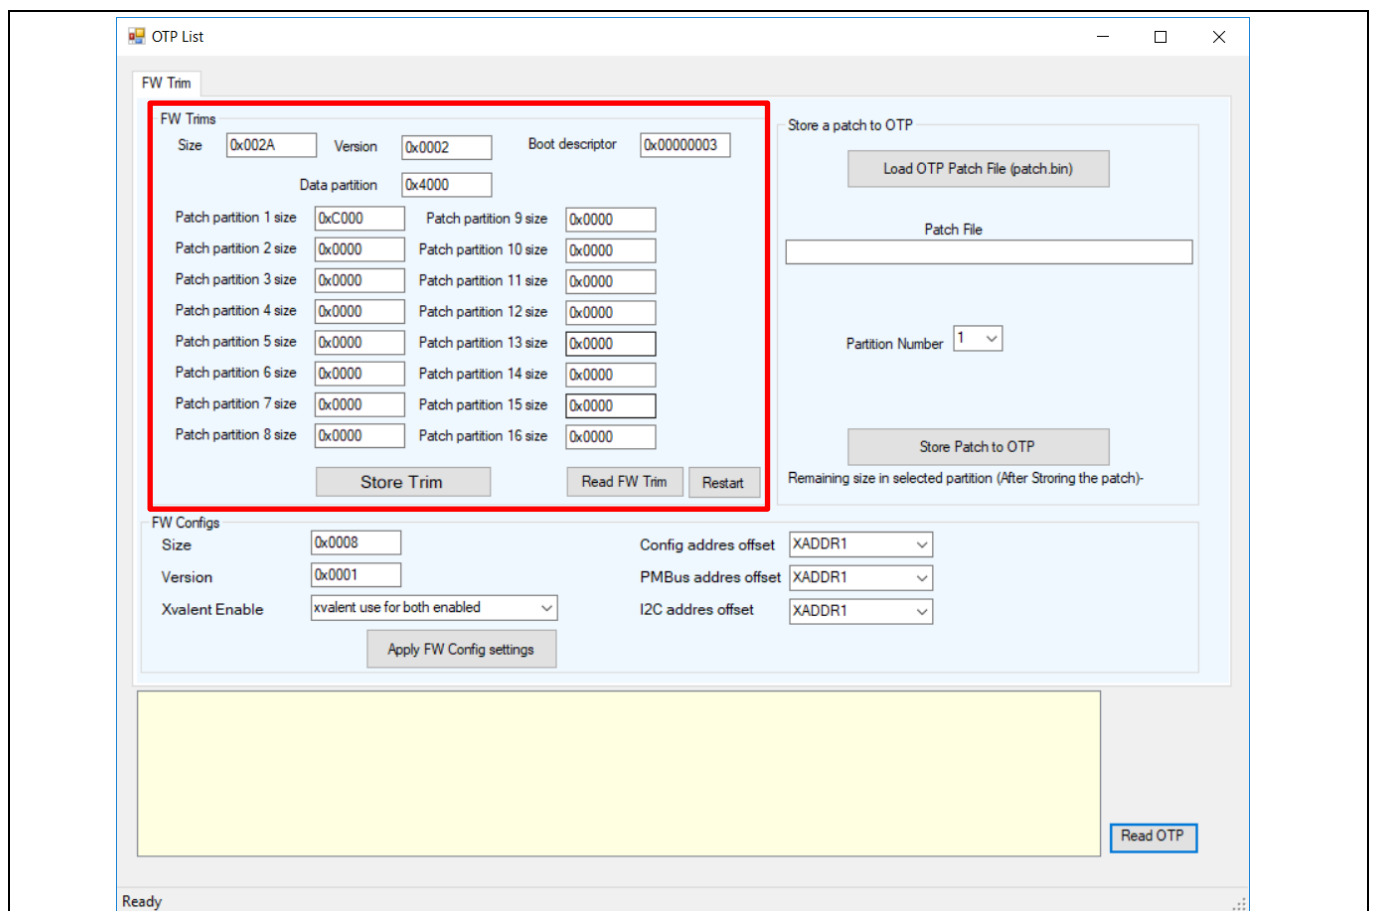 OTP List
FW Trim
FW Trims
Size 0x002A Version 0x0002 Boot descriptor 0x00000003
Data partition 0x4000
Patch partition 1 size 0xC000 Patch partition 9 size 0x0000
Patch partition 2 size 0x0000 Patch partition 10 size 0x0000
Patch partition 3 size 0x0000 Patch partition 11 size 0x0000
Patch partition 4 size 0x0000 Patch partition 12 size 0x0000
Patch partition 5 size 0x0000 Patch partition 13 size 0x0000
Patch partition 6 size 0x0000 Patch partition 14 size 0x0000
Patch partition 7 size 0x0000 Patch partition 15 size 0x0000
Patch partition 8 size 0x0000 Patch partition 16 size 0x0000
Store Trim Read FW Trim Restart
Store a patch to OTP
Load OTP Patch File (patch.bin)
Patch File
Partition Number 1
Store Patch to OTP
Remaining size in selected partition (After Stroring the patch)-
FW Configs
Size 0x0008 Config addres offset XADDR1
Version 0x0001 PMBus addres offset XADDR1
Xvalent Enable xvalent use for both enabled I2C addres offset XADDR1
Apply FW Config settings
Read OTP
Ready